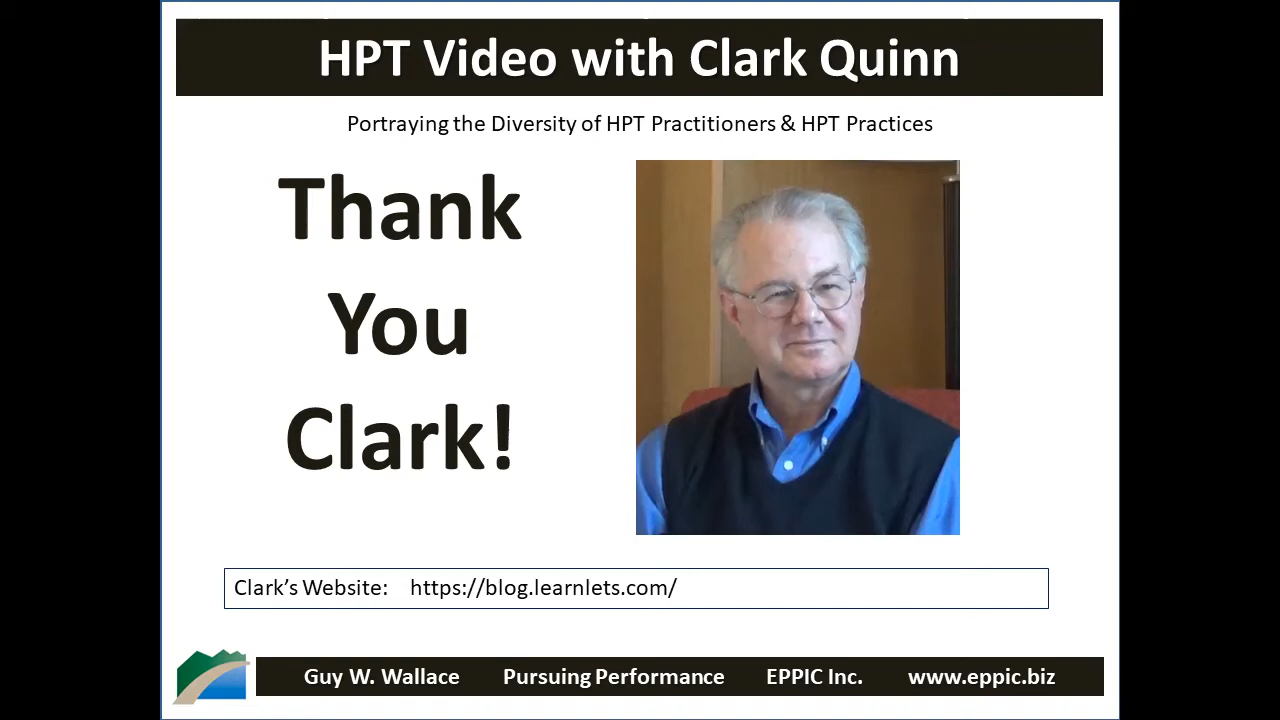 HPT Video with Clark Quinn
Portraying the Diversity of HPT Practitioners & HPT Practices
Thank
You
Clark!
Clark’s Website: https://blog.learnlets.com/
Guy W. Wallace Pursuing Performance EPPIC Inc. www.eppic.biz